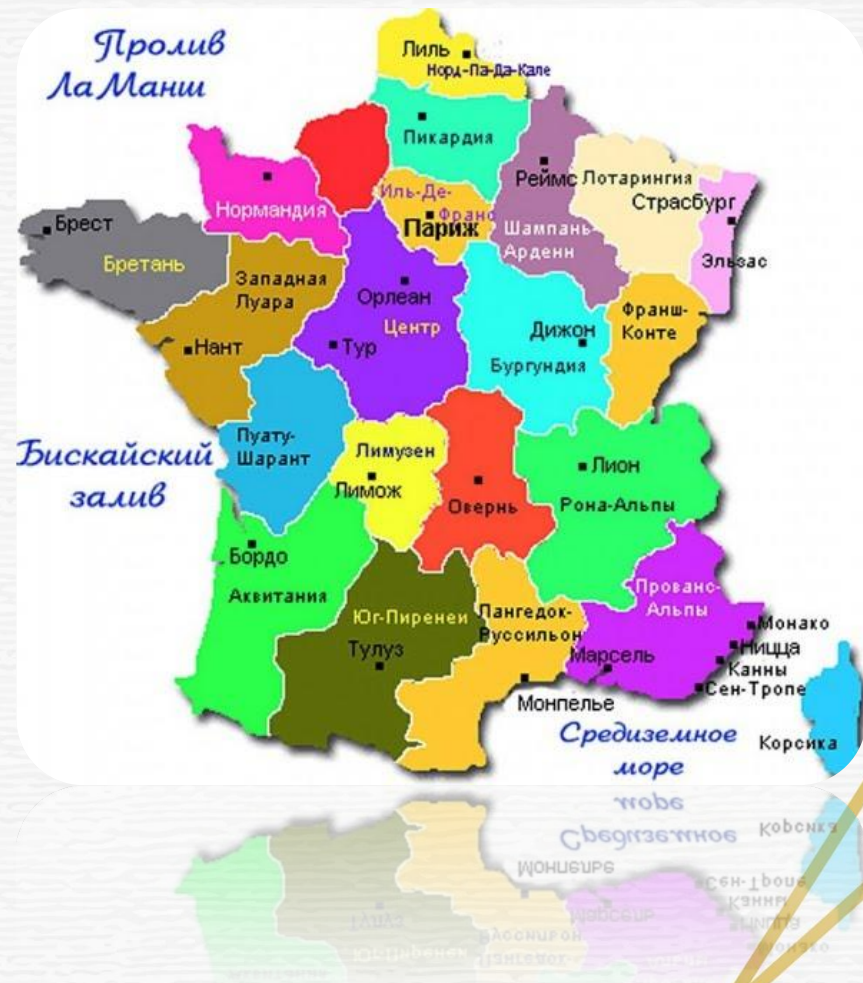 Пролив
Ла Манш
Лиль
Норд-Па-Да-Кале
Пикардия
Реймс
Лотарингия
Страсбург
Иль-Де-
Франс
Париж
Шампань-
Арденн
Эльзас
Нормандия
Брест
Бретань
Западная
Луара
Орлеан
Центр
Тур
Нант
Дижон
Бургундия
Франш-
Конте
Пуату-
Шарант
Бискайский
залив
Лимузен
Лимож
Овернь
Лион
Рона-Альпы
Бордо
Аквитания
Юг-Пиренеи
Тулуз
Лангедок-
Руссильон
Монпелье
Прованс-
Альпы
Марсель
Монако
Ницца
Канны
Сен-Тропе
Средиземное
море
Корсика